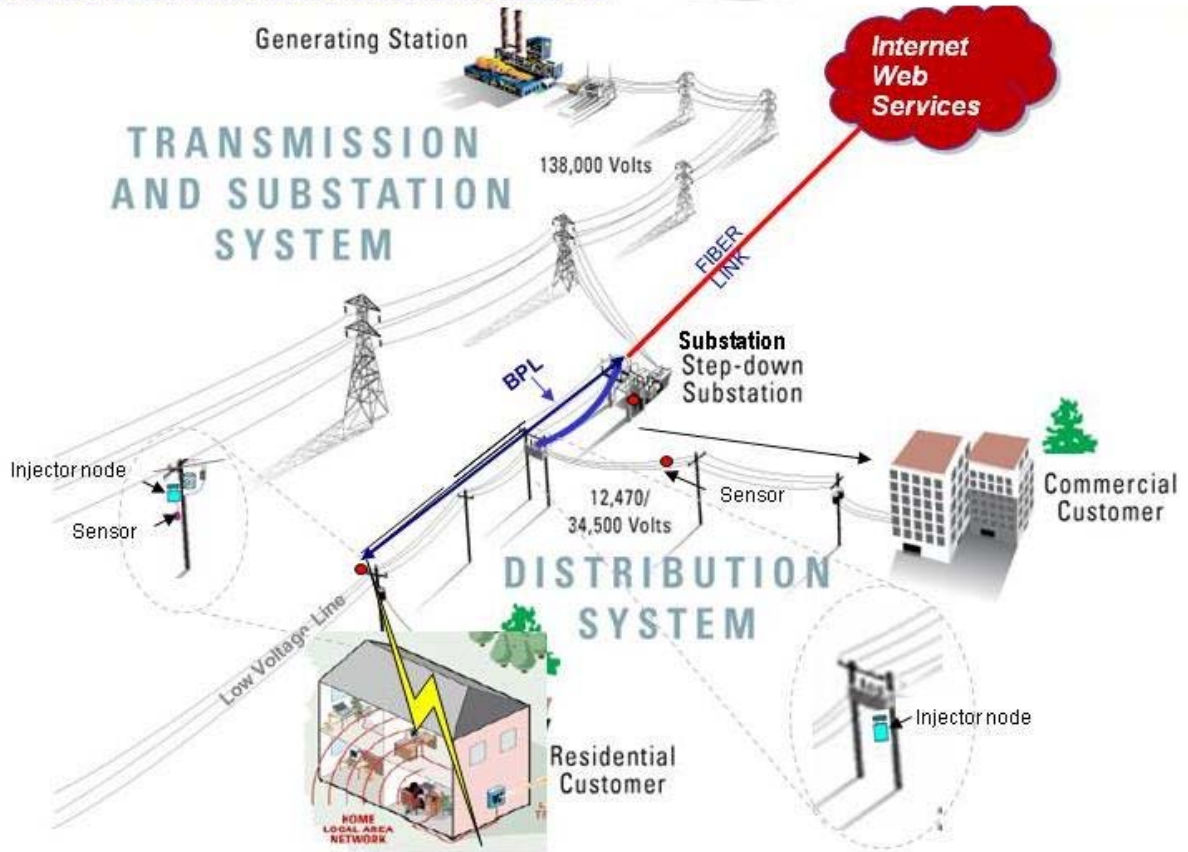 Generating Station
Internet
Web
Services
TRANSMISSION
AND SUBSTATION
SYSTEM
138,000 Volts
FIBER
LINK
Substation
Step-down
Substation
BPL
Injector node
Sensor
Sensor
12,470/
34,500 Volts
Commercial
Customer
DISTRIBUTION
SYSTEM
Low Voltage Line
Injector node
Residential
Customer
HOME
LOCAL AREA
NETWORK